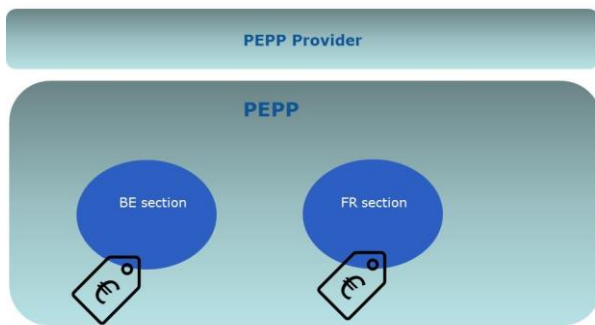 PEPP Provider
PEPP
BE section
FR section
€
€